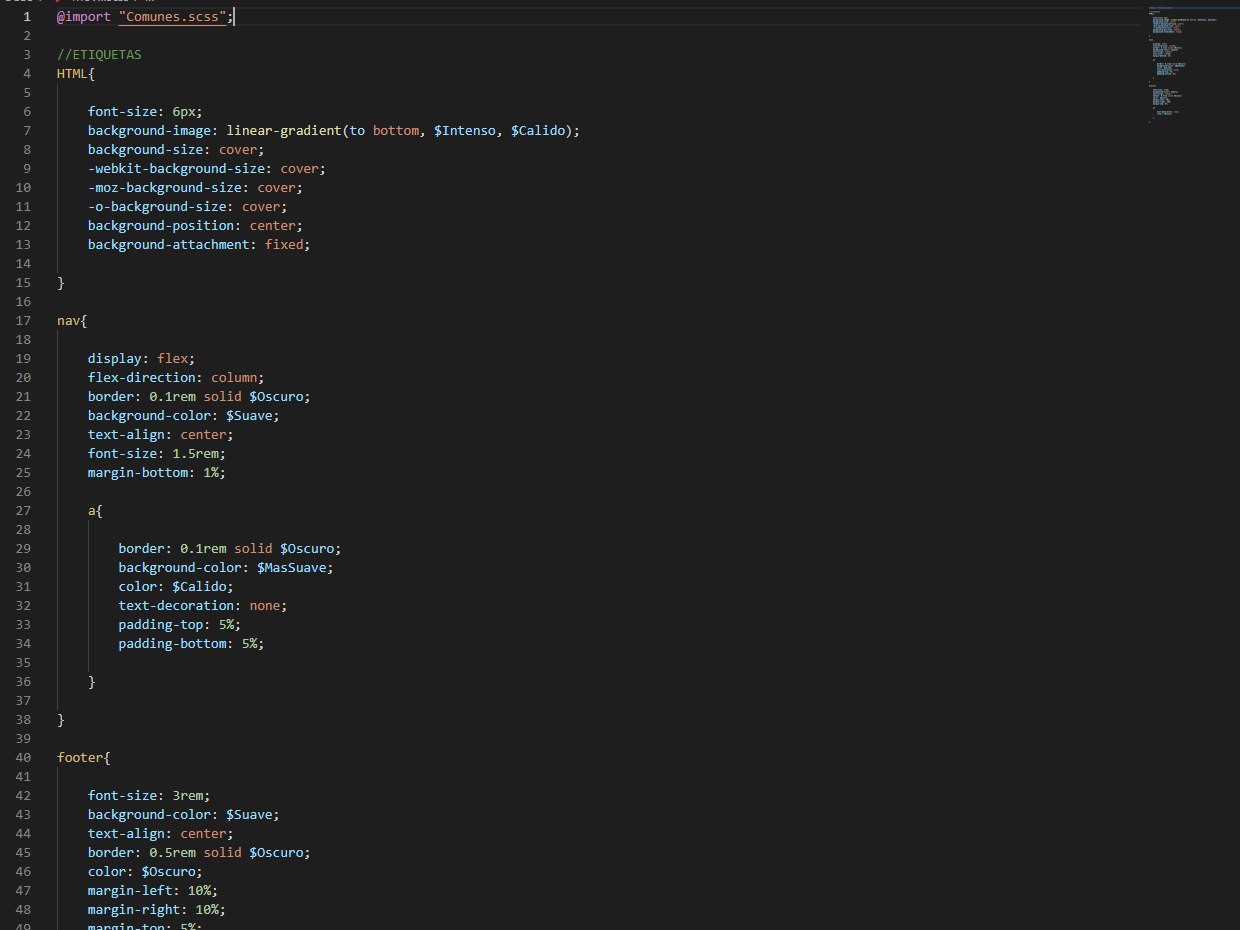 1 @import "Comunes.scss";
2
3 //ETIQUETAS
4 HTML{
5
6 font-size: 6px;
7 background-image: linear-gradient(to bottom, $Intenso, $Calido);
8 background-size: cover;
9 -webkit-background-size: cover;
10 -moz-background-size: cover;
11 -o-background-size: cover;
12 background-position: center;
13 background-attachment: fixed;
14
15 }
16
17 nav{
18
19 display: flex;
20 flex-direction: column;
21 border: 0.1rem solid $Oscuro;
22 background-color: $Suave;
23 text-align: center;
24 font-size: 1.5rem;
25 margin-bottom: 1%;
26
27 a{
28
29 border: 0.1rem solid $Oscuro;
30 background-color: $MasSuave;
31 color: $Calido;
32 text-decoration: none;
33 padding-top: 5%;
34 padding-bottom: 5%;
35
36 }
37
38 }
39
40 footer{
41
42 font-size: 3rem;
43 background-color: $Suave;
44 text-align: center;
45 border: 0.5rem solid $Oscuro;
46 color: $Oscuro;
47 margin-left: 10%;
48 margin-right: 10%;
49 margin-top: 5%;